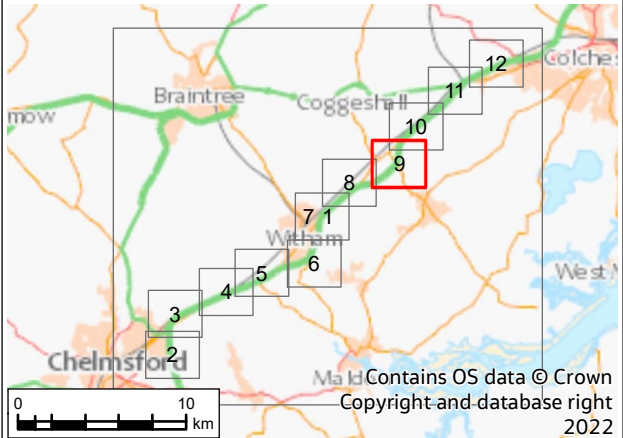 12
Colches
11
Braintree
Coggeshall
mow
10
9
8
7
1
Witham
6
5
4
3
West M
2
Chelmsford
Mald
Contains OS data © Crown
Copyright and database right
2022
0 10
km